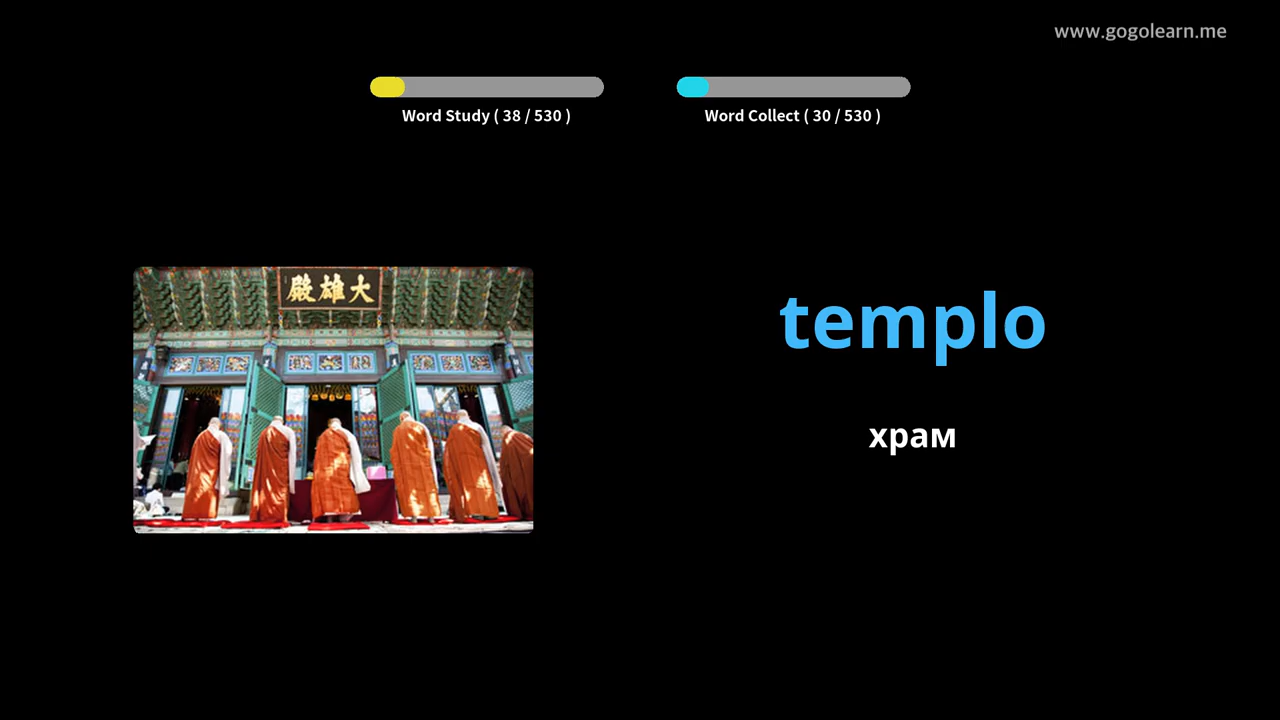 www.gogolearn.me
Word Study ( 38 / 530 )
Word Collect ( 30 / 530 )
殿雄大
templo
храм